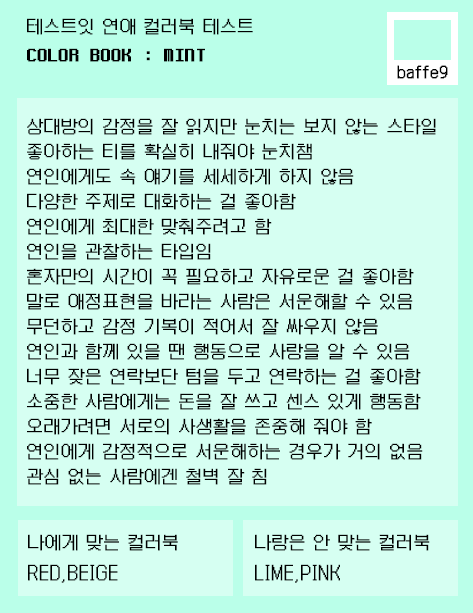 테스트잇 연애 컬러북 테스트
COLOR BOOK : MINT
baffe9
상대방의 감정을 잘 읽지만 눈치는 보지 않는 스타일
좋아하는 티를 확실히 내줘야 눈치챔
연인에게도 속 얘기를 세세하게 하지 않음
다양한 주제로 대화하는 걸 좋아함
연인에게 최대한 맞춰주려고 함
연인을 관찰하는 타입임
혼자만의 시간이 꼭 필요하고 자유로운 걸 좋아함
말로 애정표현을 바라는 사람은 서운해할 수 있음
무던하고 감정 기복이 적어서 잘 싸우지 않음
연인과 함께 있을 땐 행동으로 사랑을 알 수 있음
너무 잦은 연락보단 텀을 두고 연락하는 걸 좋아함
소중한 사람에게는 돈을 잘 쓰고 센스 있게 행동함
오래가려면 서로의 사생활을 존중해 줘야 함
연인에게 감정적으로 서운해하는 경우가 거의 없음
관심 없는 사람에겐 철벽 잘 침
나에게 맞는 컬러북
RED,BEIGE
나랑은 안 맞는 컬러북
LIME,PINK